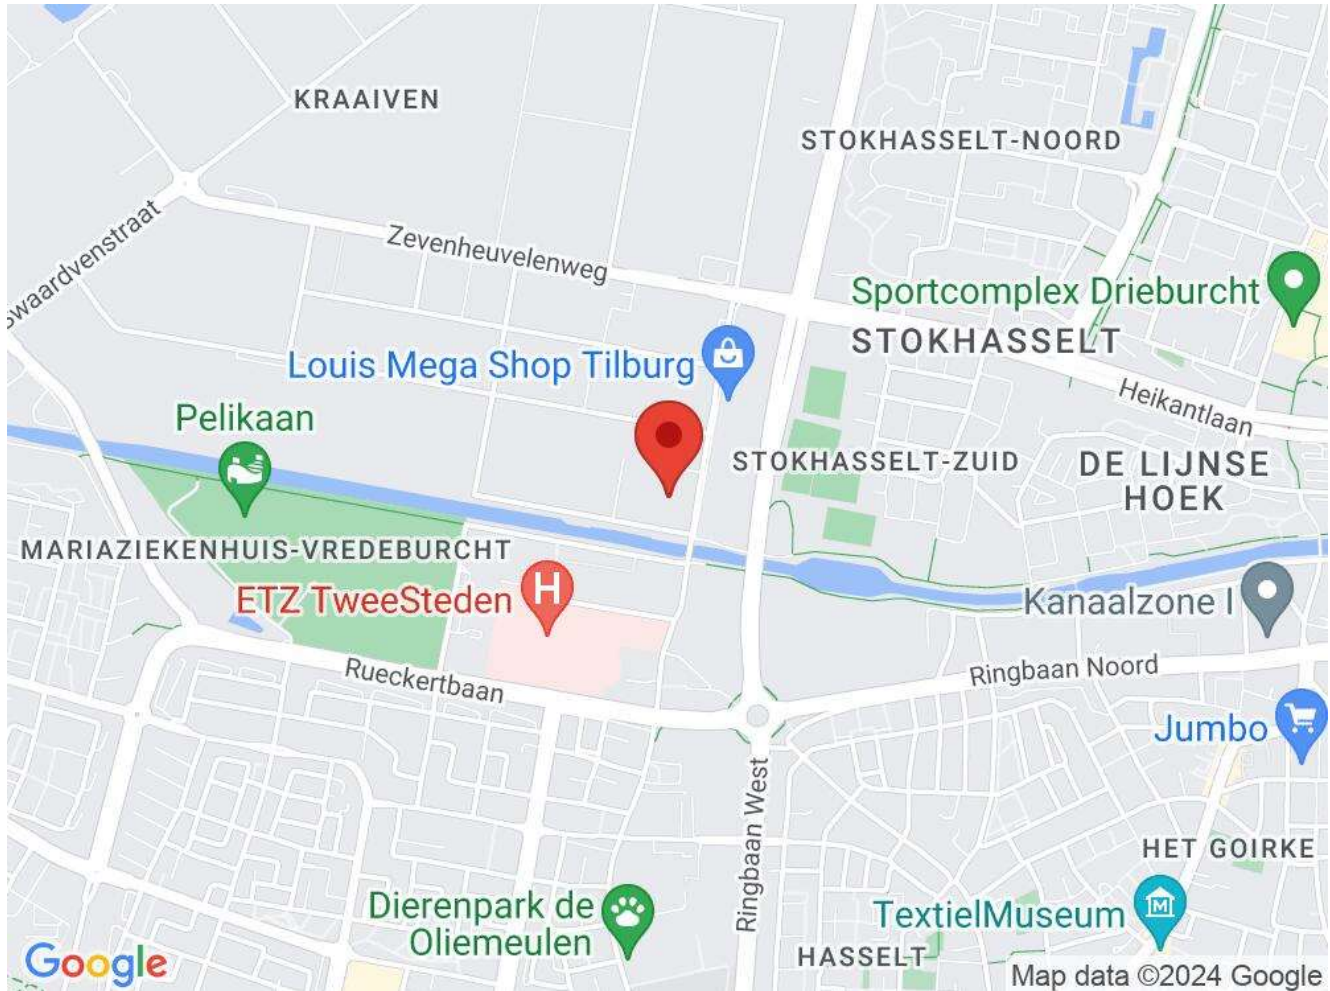 KRAAIVEN
STOKHASSELT-NOORD
Zevenheuvelenweg
Sportcomplex Drieburcht
STOKHASSELT
Louis Mega Shop Tilburg
Heikantlaan
Pelikaan
STOKHASSELT-ZUID
DE LIJNSE
HOEK
MARIAZIEKENHUIS-VREDEBURCHT
H
ETZ TweeSteden
Kanaalzone I
Rueckertbaan
Ringbaan Noord
Jumbo
Ringbaan West
HET GOIRKE
Dierenpark de
Oliemeulen
M
TextielMuseum
HASSELT
Google
Map data ©2024 Google